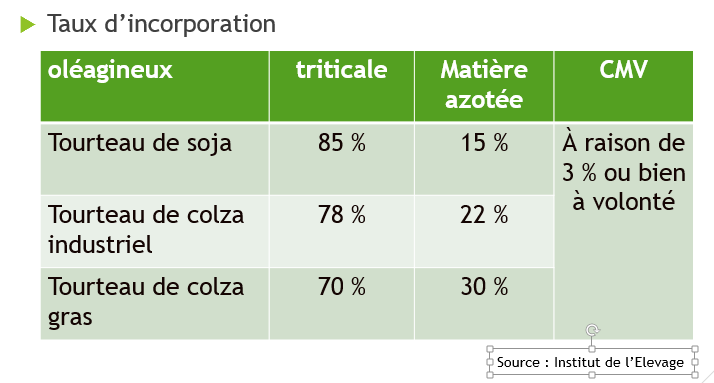 Taux d’incorporation
oléagineux triticale Matière azotée CMV
Tourteau de soja 85 % 15 % À raison de 3 % ou bien à volonté
Tourteau de colza industriel 78 % 22 %
Tourteau de colza gras 70 % 30 %
Source : Institut de l’Elevage